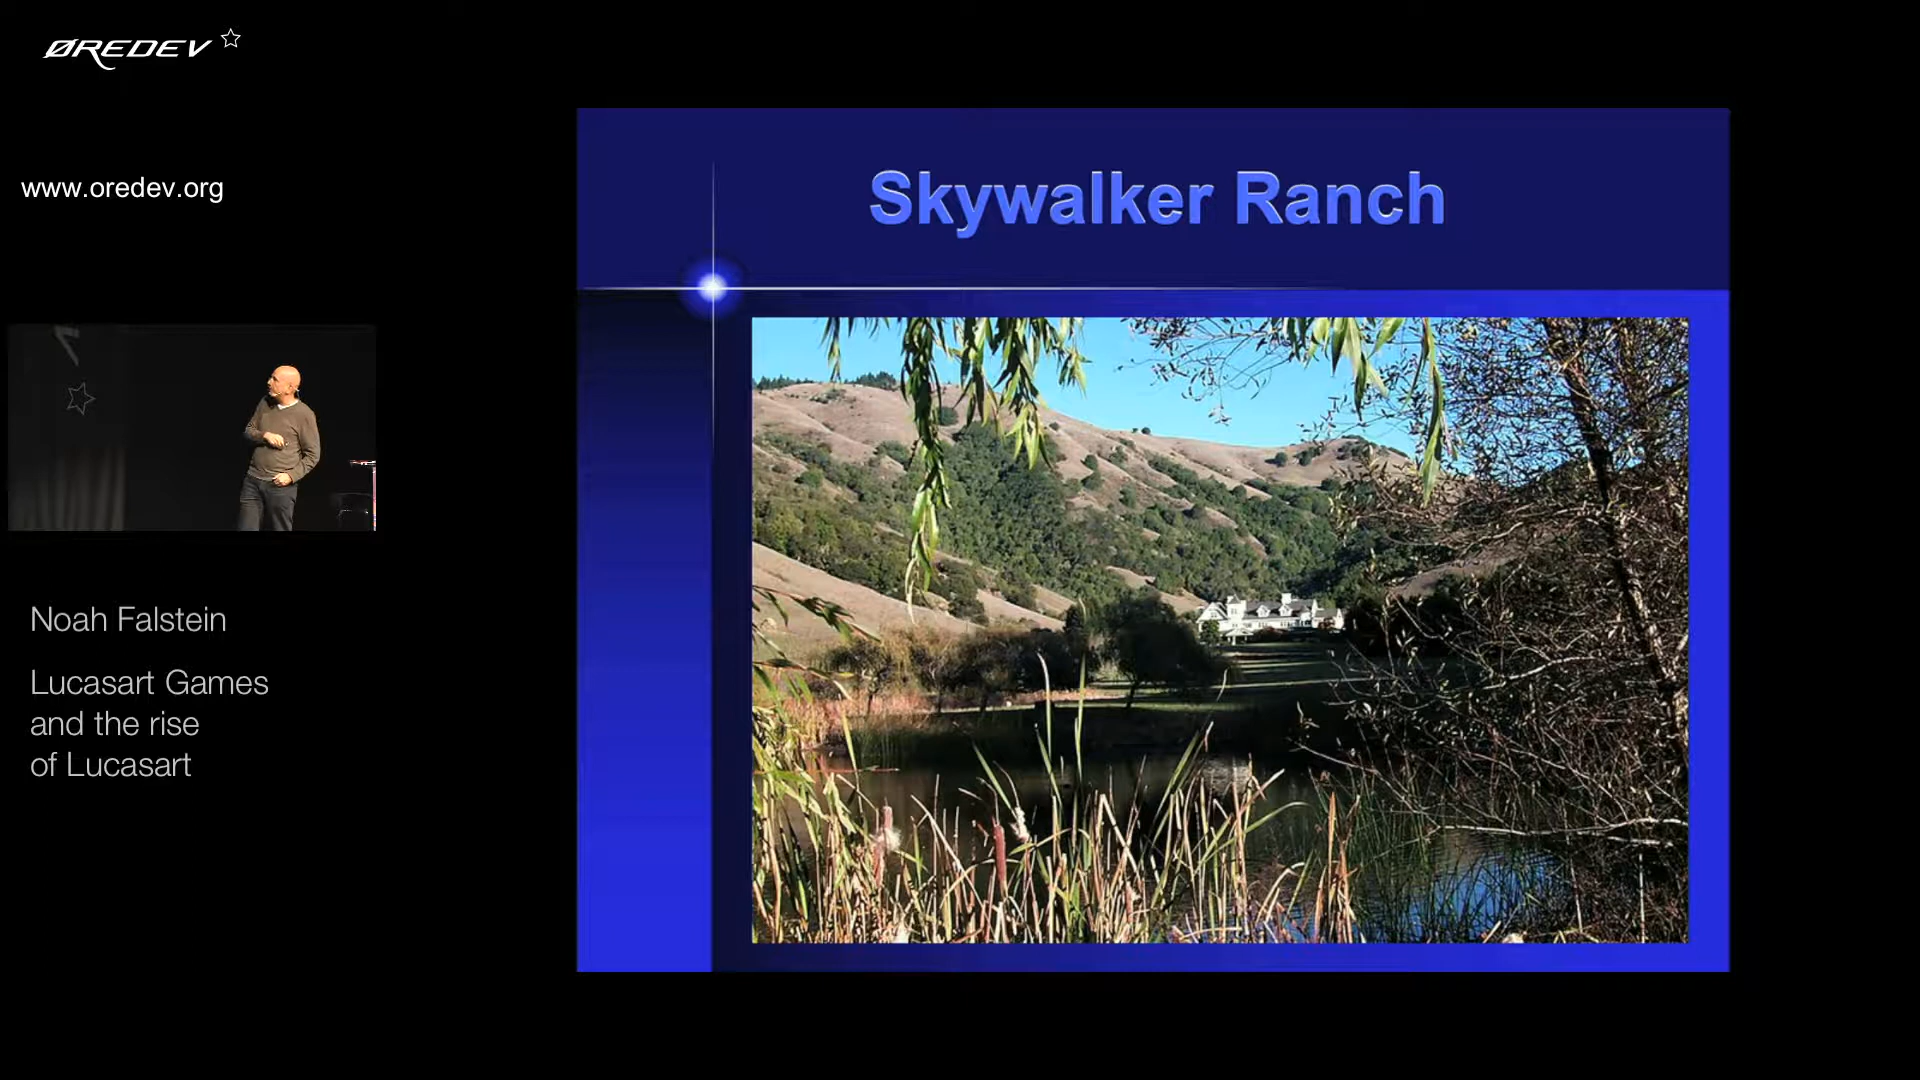 ØREDEV
www.oredev.org
Skywalker Ranch
Noah Falstein
Lucasart Games
and the rise
of Lucasart